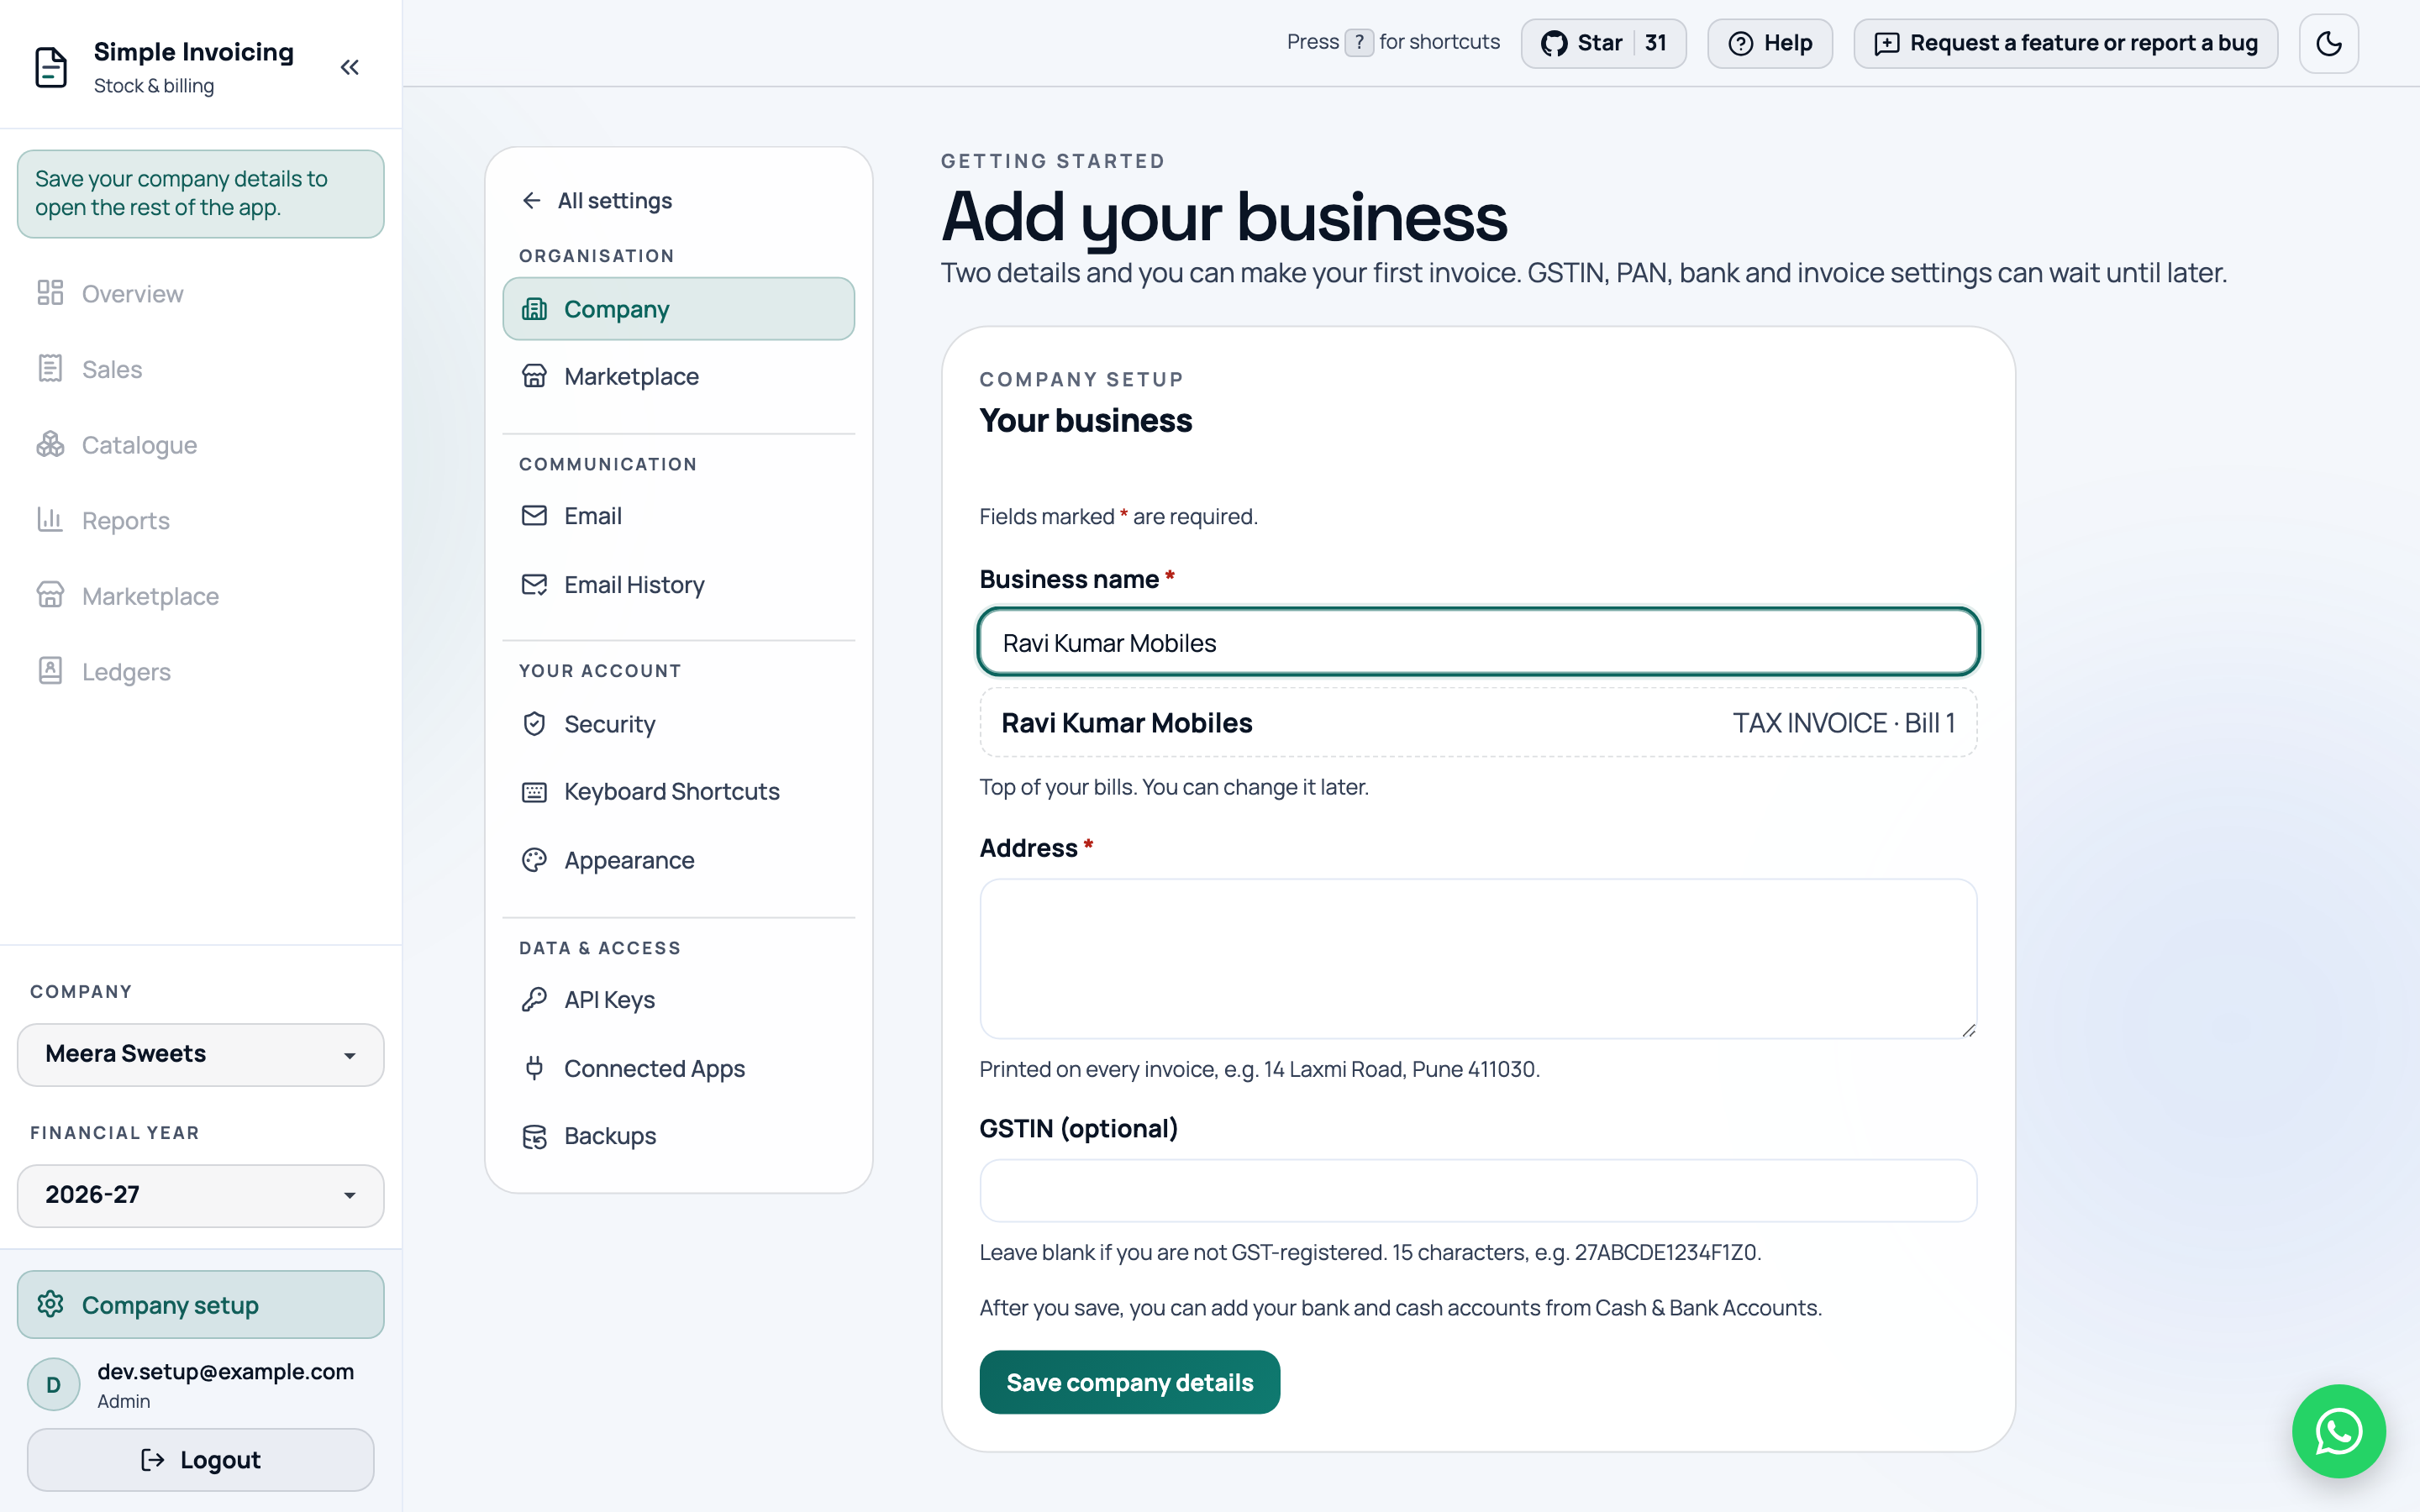 Simple Invoicing
Stock & billing
Save your company details to
open the rest of the app.
Overview
Sales
Catalogue
Reports
Marketplace
Ledgers
COMPANY
Meera Sweets
FINANCIAL YEAR
2026-27
Company setup
D
dev.setup@example.com
Admin
Logout
Press ? for shortcuts
Star 31
Help
Request a feature or report a bug
All settings
ORGANISATION
Company
Marketplace
COMMUNICATION
Email
Email History
YOUR ACCOUNT
Security
Keyboard Shortcuts
Appearance
DATA & ACCESS
API Keys
Connected Apps
Backups
GETTING STARTED
Add your business
Two details and you can make your first invoice. GSTIN, PAN, bank and invoice settings can wait until later.
COMPANY SETUP
Your business
Fields marked * are required.
Business name *
Ravi Kumar Mobiles
Ravi Kumar Mobiles TAX INVOICE · Bill 1
Top of your bills. You can change it later.
Address *
Printed on every invoice, e.g. 14 Laxmi Road, Pune 411030.
GSTIN (optional)
Leave blank if you are not GST-registered. 15 characters, e.g. 27ABCDE1234F1Z0.
After you save, you can add your bank and cash accounts from Cash & Bank Accounts.
Save company details